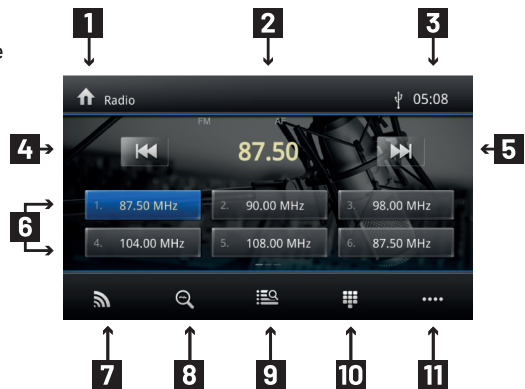 1 2 3
e
Radio 05:08
FM AF
4 87.50 5
6
1. 87.50 MHz 2. 90.00 MHz 3. 98.00 MHz
4. 104.00 MHz 5. 108.00 MHz 6. 87.50 MHz
7 8 9 10 11